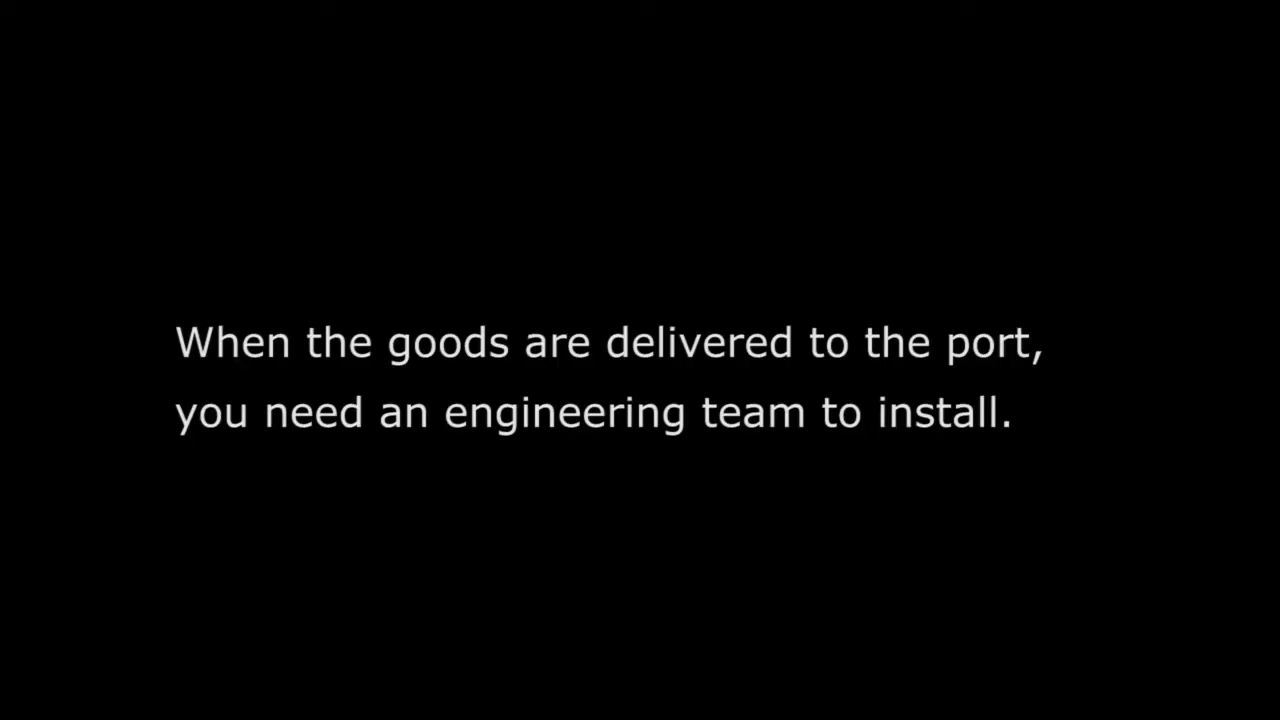 When the goods are delivered to the port,
you need an engineering team to install.